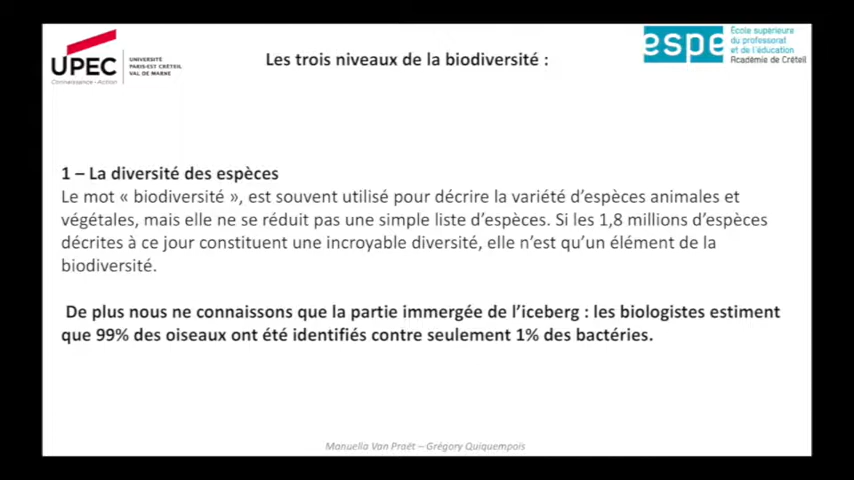 UPEC
Connaissance - Action
UNIVERSITÉ
PARIS-EST CRÉTEIL
VAL DE MARNE
Les trois niveaux de la biodiversité :
espe
École supérieure
du professorat
et de l'éducation
Académie de Créteil
1 – La diversité des espèces
Le mot « biodiversité », est souvent utilisé pour décrire la variété d'espèces animales et
végétales, mais elle ne se réduit pas une simple liste d'espèces. Si les 1,8 millions d'espèces
décrites à ce jour constituent une incroyable diversité, elle n'est qu'un élément de la
biodiversité.
De plus nous ne connaissons que la partie immergée de l'iceberg : les biologistes estiment
que 99% des oiseaux ont été identifiés contre seulement 1% des bactéries.
Manuella Van Praët – Grégory Quiquempois